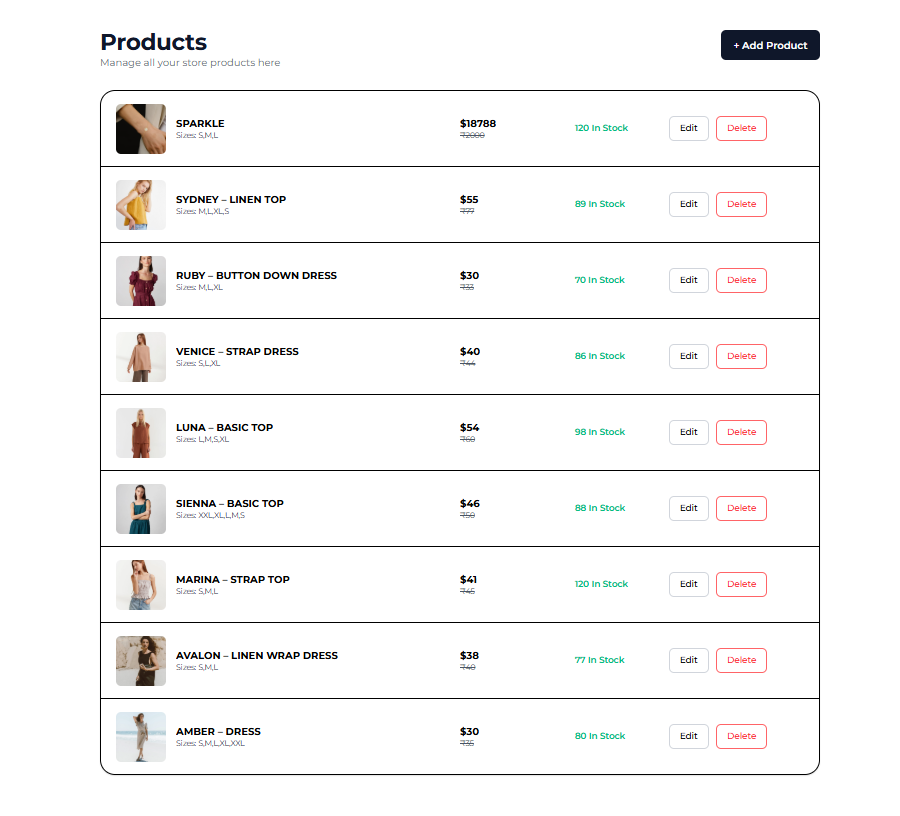 Products
Manage all your store products here
+ Add Product
SPARKLE
Sizes: S,M,L
$18788
₹2000
120 In Stock
Edit
Delete
SYDNEY – LINEN TOP
Sizes: M,L,XL,S
$55
₹77
89 In Stock
Edit
Delete
RUBY – BUTTON DOWN DRESS
Sizes: M,L,XL
$30
₹33
70 In Stock
Edit
Delete
VENICE – STRAP DRESS
Sizes: S,L,XL
$40
₹44
86 In Stock
Edit
Delete
LUNA – BASIC TOP
Sizes: L,M,S,XL
$54
₹60
98 In Stock
Edit
Delete
SIENNA – BASIC TOP
Sizes: XXL,XL,L,M,S
$46
₹50
88 In Stock
Edit
Delete
MARINA – STRAP TOP
Sizes: S,M,L
$41
₹45
120 In Stock
Edit
Delete
AVALON – LINEN WRAP DRESS
Sizes: S,M,L
$38
₹40
77 In Stock
Edit
Delete
AMBER – DRESS
Sizes: S,M,L,XL,XXL
$30
₹35
80 In Stock
Edit
Delete